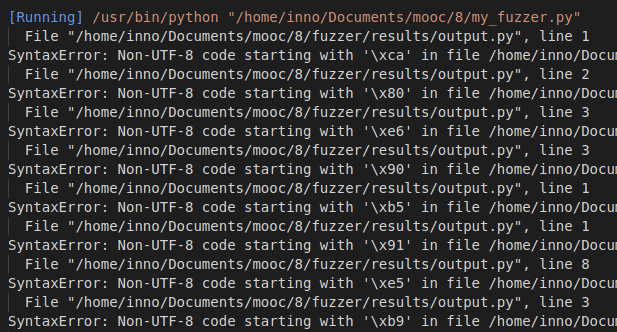 [Running] /usr/bin/python "/home/inno/Documents/mooc/8/my_fuzzer.py"
File "/home/inno/Documents/mooc/8/fuzzer/results/output.py", line 1
SyntaxError: Non-UTF-8 code starting with '\xca' in file /home/inno/Docum
File "/home/inno/Documents/mooc/8/fuzzer/results/output.py", line 2
SyntaxError: Non-UTF-8 code starting with '\x80' in file /home/inno/Docum
File "/home/inno/Documents/mooc/8/fuzzer/results/output.py", line 3
SyntaxError: Non-UTF-8 code starting with '\xe6' in file /home/inno/Docum
File "/home/inno/Documents/mooc/8/fuzzer/results/output.py", line 3
SyntaxError: Non-UTF-8 code starting with '\x90' in file /home/inno/Docum
File "/home/inno/Documents/mooc/8/fuzzer/results/output.py", line 1
SyntaxError: Non-UTF-8 code starting with '\xb5' in file /home/inno/Docum
File "/home/inno/Documents/mooc/8/fuzzer/results/output.py", line 1
SyntaxError: Non-UTF-8 code starting with '\x91' in file /home/inno/Docum
File "/home/inno/Documents/mooc/8/fuzzer/results/output.py", line 8
SyntaxError: Non-UTF-8 code starting with '\xe5' in file /home/inno/Docum
File "/home/inno/Documents/mooc/8/fuzzer/results/output.py", line 3
SyntaxError: Non-UTF-8 code starting with '\xb9' in file /home/inno/Docum